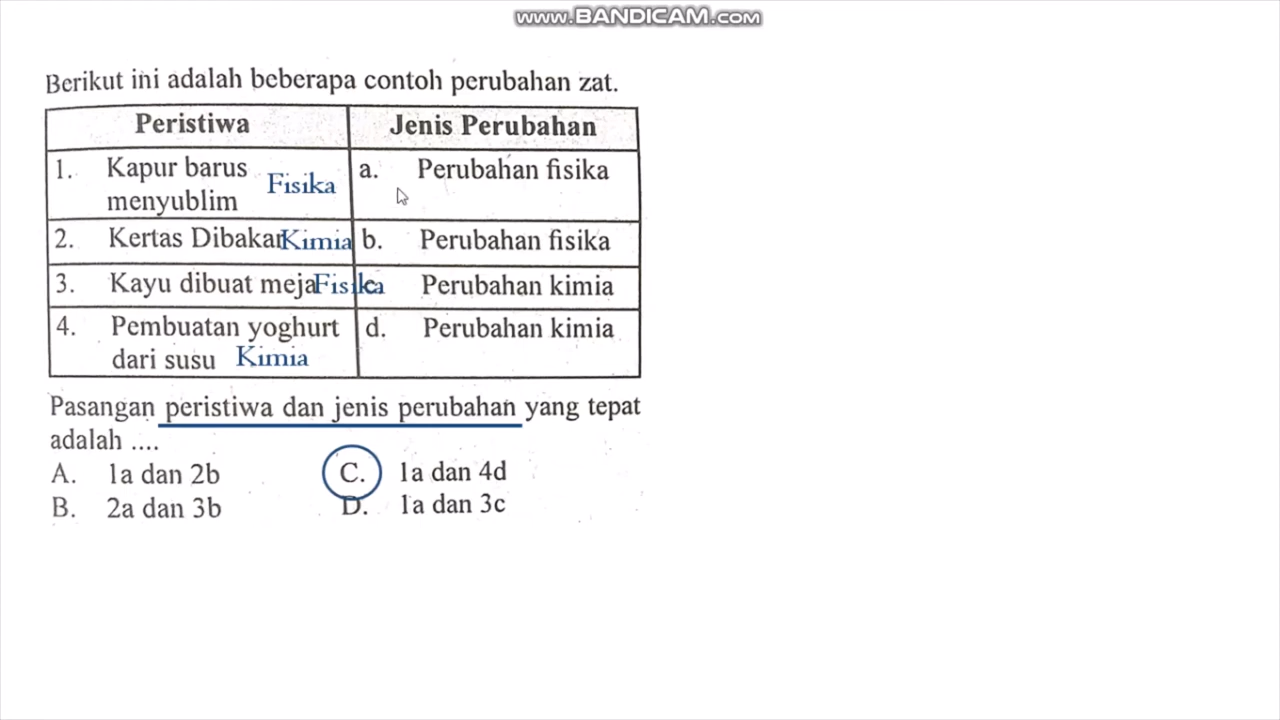 www.BANDICAM.com
Berikut ini adalah beberapa contoh perubahan zat.
Peristiwa Jenis Perubahan
1. Kapur barus menyublim Fisika a. Perubahan fisika
2. Kertas Dibakar Kimia b. Perubahan fisika
3. Kayu dibuat meja Fisika c. Perubahan kimia
4. Pembuatan yoghurt dari susu Kimia d. Perubahan kimia
Pasangan peristiwa dan jenis perubahan yang tepat
adalah ....
A. 1a dan 2b C. 1a dan 4d
B. 2a dan 3b D. 1a dan 3c